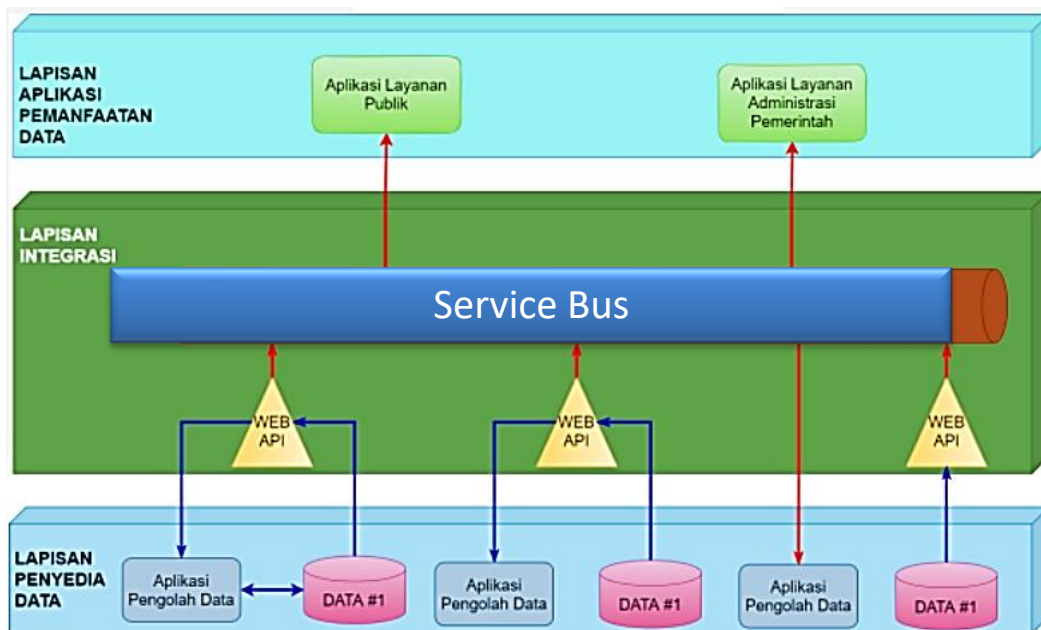 LAPISAN
APLIKASI
PEMANFAATAN
DATA
Aplikasi Layanan
Publik
Aplikasi Layanan
Administrasi
Pemerintah
LAPISAN
INTEGRASI
Service Bus
WEB
API
WEB
API
WEB
API
LAPISAN
PENYEDIA
DATA
Aplikasi
Pengolah Data
DATA #1
Aplikasi
Pengolah Data
DATA #1
Aplikasi
Pengolah Data
DATA #1